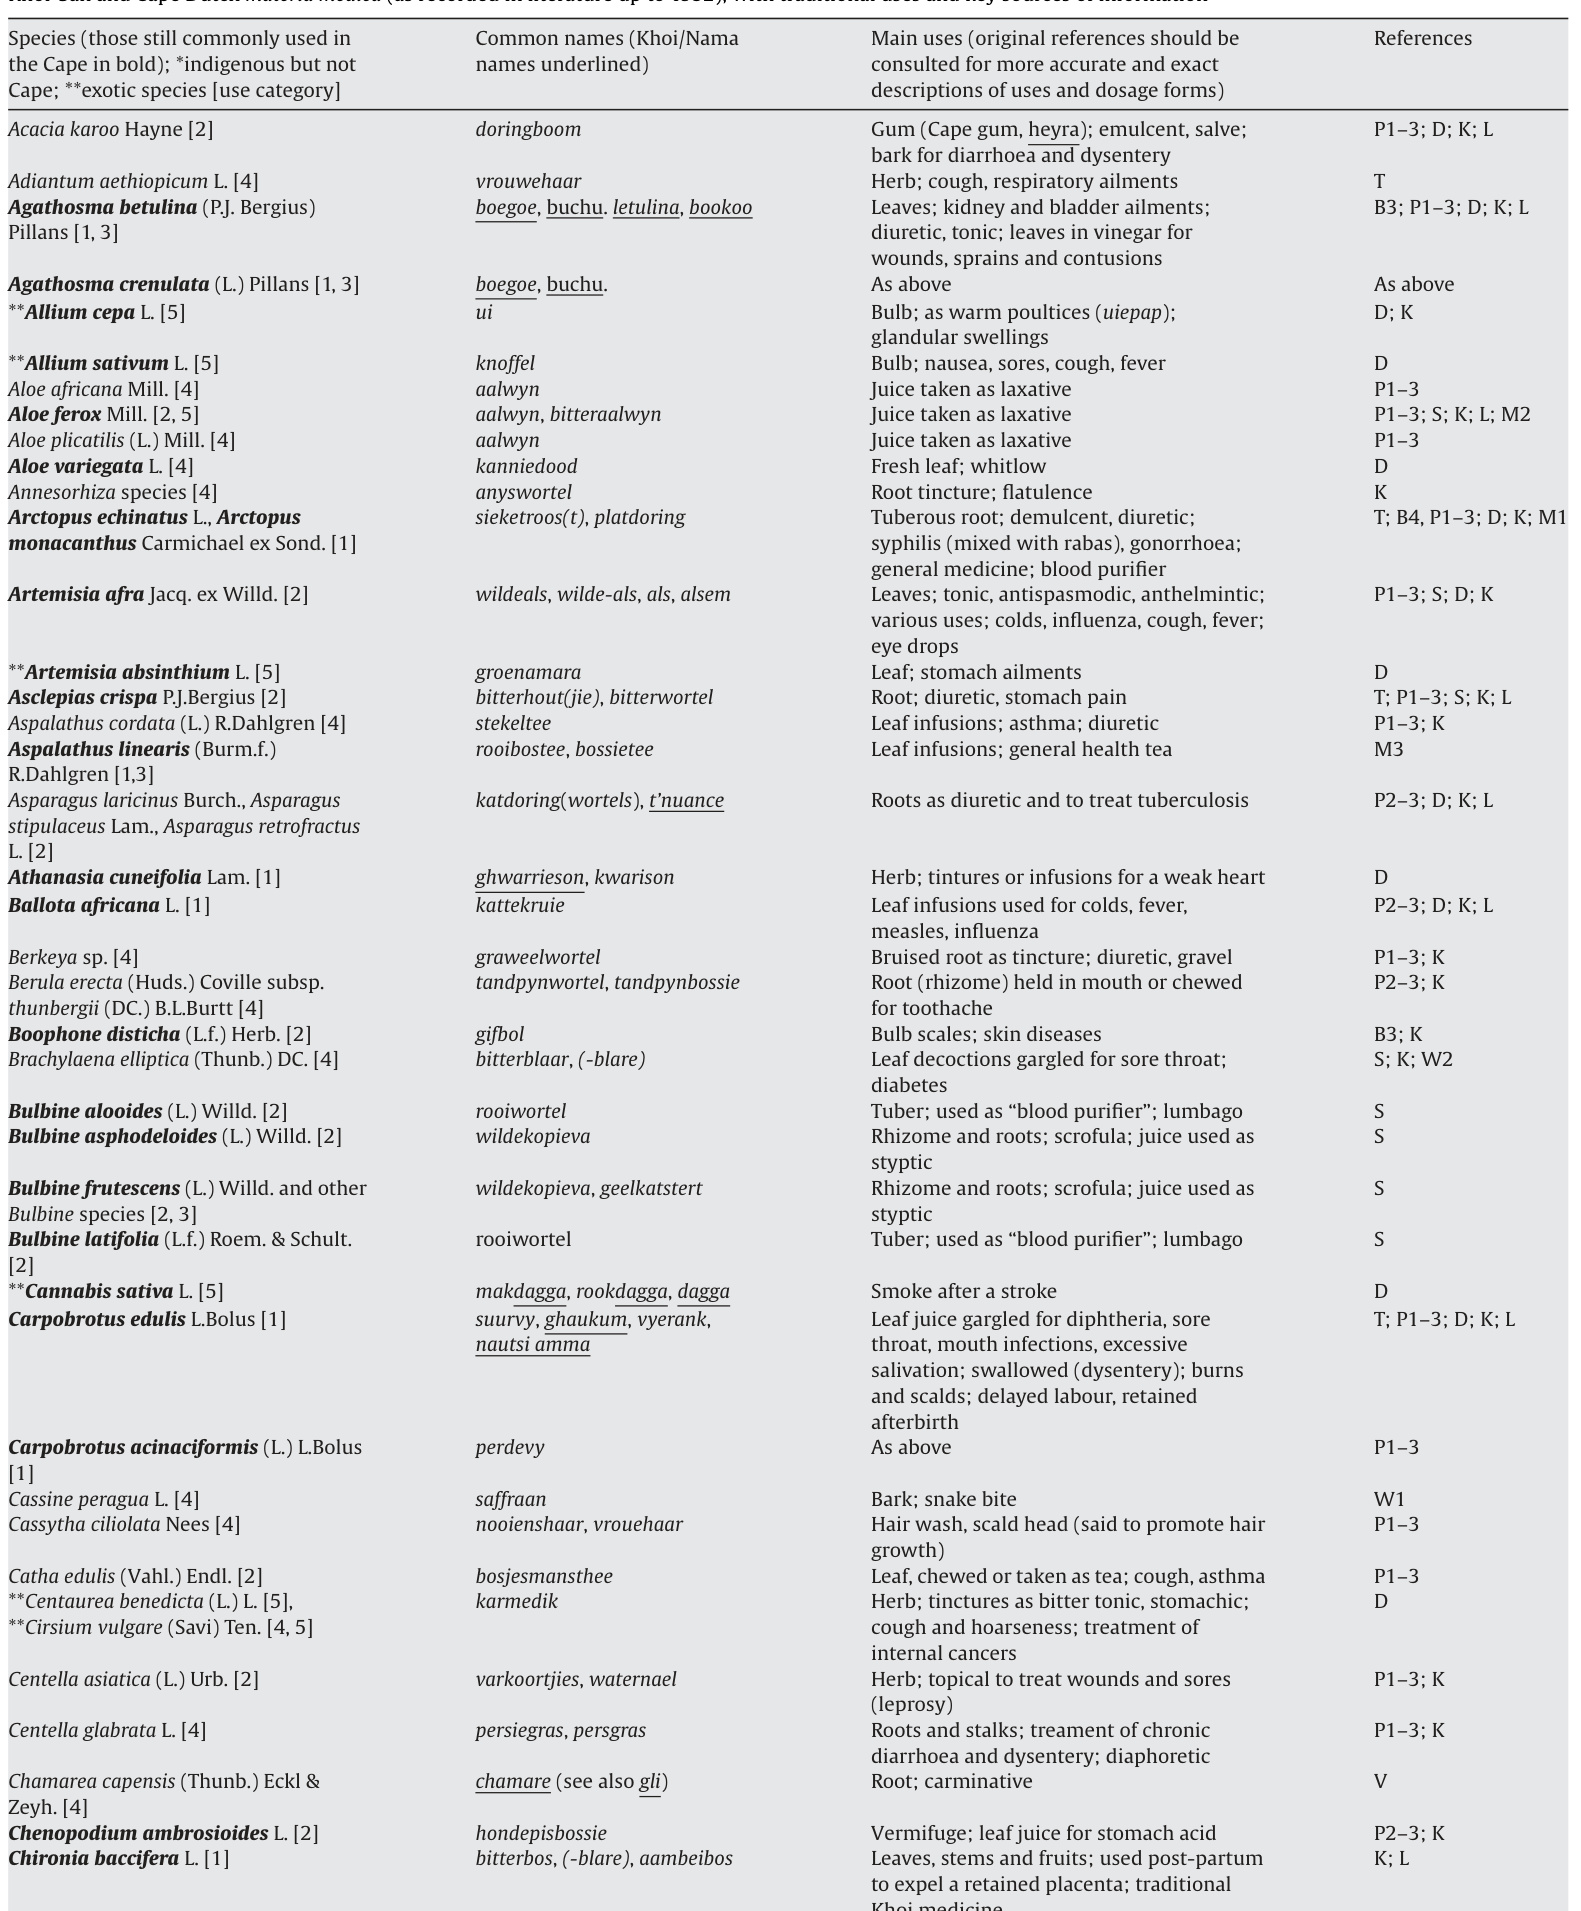 Species (those still commonly used in Common names (Khoi/Nama Main uses (original references should be References
the Cape in bold); *indigenous but not names underlined) consulted for more accurate and exact
Cape; **exotic species [use category] descriptions of uses and dosage forms)
Acacia karoo Hayne [2] doringboom Gum (Cape gum, heyra); emulcent, salve; P1–3; D; K; L
bark for diarrhoea and dysentery
Adiantum aethiopicum L. [4] vrouwehaar Herb; cough, respiratory ailments T
Agathosma betulina (P.J. Bergius) boegoe, buchu. letulina, bookoo Leaves; kidney and bladder ailments; B3; P1–3; D; K; L
Pillans [1, 3] diuretic, tonic; leaves in vinegar for
wounds, sprains and contusions
Agathosma crenulata (L.) Pillans [1, 3] boegoe, buchu. As above As above
**Allium cepa L. [5] ui Bulb; as warm poultices (uiepap); D; K
glandular swellings
**Allium sativum L. [5] knoffel Bulb; nausea, sores, cough, fever D
Aloe africana Mill. [4] aalwyn Juice taken as laxative P1–3
Aloe ferox Mill. [2, 5] aalwyn, bitteraalwyn Juice taken as laxative P1–3; S; K; L; M2
Aloe plicatilis (L.) Mill. [4] aalwyn Juice taken as laxative P1–3
Aloe variegata L. [4] kanniedood Fresh leaf; whitlow D
Annesorhiza species [4] anyswortel Root tincture; flatulence K
Arctopus echinatus L., Arctopus sieketroos(t), platdoring Tuberous root; demulcent, diuretic; T; B4, P1–3; D; K; M1
monacanthus Carmichael ex Sond. [1] syphilis (mixed with rabas), gonorrhoea;
general medicine; blood purifier
Artemisia afra Jacq. ex Willd. [2] wildeals, wilde-als, als, alsem Leaves; tonic, antispasmodic, anthelmintic; P1–3; S; D; K
various uses; colds, influenza, cough, fever;
eye drops
**Artemisia absinthium L. [5] groenamara Leaf; stomach ailments D
Asclepias crispa P.J.Bergius [2] bitterhout(jie), bitterwortel Root; diuretic, stomach pain T; P1–3; S; K; L
Aspalathus cordata (L.) R.Dahlgren [4] stekeltee Leaf infusions; asthma; diuretic P1–3; K
Aspalathus linearis (Burm.f.) rooibostee, bossietee Leaf infusions; general health tea M3
R.Dahlgren [1,3]
Asparagus laricinus Burch., Asparagus katdoring(wortels), t'nuance Roots as diuretic and to treat tuberculosis P2–3; D; K; L
stipulaceus Lam., Asparagus retrofractus
L. [2]
Athanasia cuneifolia Lam. [1] ghwarrieson, kwarison Herb; tintures or infusions for a weak heart D
Ballota africana L. [1] kattekruie Leaf infusions used for colds, fever, P2–3; D; K; L
measles, influenza
Berkeya sp. [4] graweelwortel Bruised root as tincture; diuretic, gravel P1–3; K
Berula erecta (Huds.) Coville subsp. tandpynwortel, tandpynbossie Root (rhizome) held in mouth or chewed P2–3; K
thunbergii (DC.) B.L.Burtt [4] for toothache
Boophone disticha (L.f.) Herb. [2] gifbol Bulb scales; skin diseases B3; K
Brachylaena elliptica (Thunb.) DC. [4] bitterblaar, (-blare) Leaf decoctions gargled for sore throat; S; K; W2
diabetes
Bulbine alooides (L.) Willd. [2] rooiwortel Tuber; used as “blood purifier”; lumbago S
Bulbine asphodeloides (L.) Willd. [2] wildekopieva Rhizome and roots; scrofula; juice used as S
styptic
Bulbine frutescens (L.) Willd. and other wildekopieva, geelkatstert Rhizome and roots; scrofula; juice used as S
Bulbine species [2, 3] styptic
Bulbine latifolia (L.f.) Roem. & Schult. rooiwortel Tuber; used as “blood purifier”; lumbago S
[2]
**Cannabis sativa L. [5] makdagga, rookdagga, dagga Smoke after a stroke D
Carpobrotus edulis L.Bolus [1] suurvy, ghaukum, vyerank, Leaf juice gargled for diphtheria, sore T; P1–3; D; K; L
nautsi amma throat, mouth infections, excessive
salivation; swallowed (dysentery); burns
and scalds; delayed labour, retained
afterbirth
Carpobrotus acinaciformis (L.) L.Bolus perdevy As above P1–3
[1]
Cassine peragua L. [4] saffraan Bark; snake bite W1
Cassytha ciliolata Nees [4] nooienshaar, vrouehaar Hair wash, scald head (said to promote hair P1–3
growth)
Catha edulis (Vahl.) Endl. [2] bosjesmansthee Leaf, chewed or taken as tea; cough, asthma P1–3
**Centaurea benedicta (L.) L. [5], karmedik Herb; tinctures as bitter tonic, stomachic; D
**Cirsium vulgare (Savi) Ten. [4, 5] cough and hoarseness; treatment of
internal cancers
Centella asiatica (L.) Urb. [2] varkoortjies, waternael Herb; topical to treat wounds and sores P1–3; K
(leprosy)
Centella glabrata L. [4] persiegras, persgras Roots and stalks; treament of chronic P1–3; K
diarrhoea and dysentery; diaphoretic
Chamarea capensis (Thunb.) Eckl & chamare (see also gli) Root; carminative V
Zeyh. [4]
Chenopodium ambrosioides L. [2] hondepisbossie Vermifuge; leaf juice for stomach acid P2–3; K
Chironia baccifera L. [1] bitterbos, (-blare), aambeibos Leaves, stems and fruits; used post-partum K; L
to expel a retained placenta; traditional
Khoi medicine